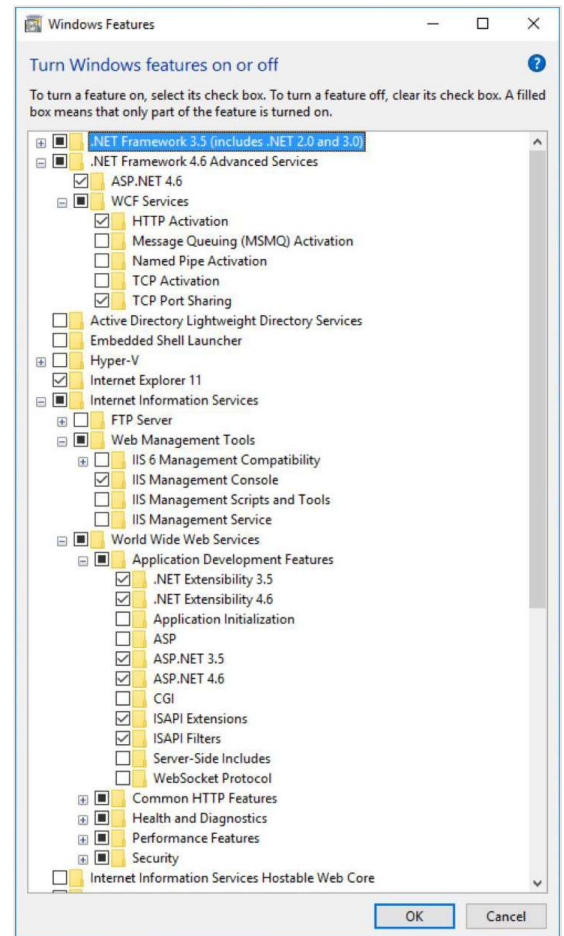 Windows Features
Turn Windows features on or off
To turn a feature on, select its check box. To turn a feature off, clear its check box. A filled
box means that only part of the feature is turned on.
.NET Framework 3.5 (includes .NET 2.0 and 3.0)
.NET Framework 4.6 Advanced Services
ASP.NET 4.6
WCF Services
HTTP Activation
Message Queuing (MSMQ) Activation
Named Pipe Activation
TCP Activation
TCP Port Sharing
Active Directory Lightweight Directory Services
Embedded Shell Launcher
Hyper-V
Internet Explorer 11
Internet Information Services
FTP Server
Web Management Tools
IIS 6 Management Compatibility
IIS Management Console
IIS Management Scripts and Tools
IIS Management Service
World Wide Web Services
Application Development Features
.NET Extensibility 3.5
.NET Extensibility 4.6
Application Initialization
ASP
ASP.NET 3.5
ASP.NET 4.6
CGI
ISAPI Extensions
ISAPI Filters
Server-Side Includes
WebSocket Protocol
Common HTTP Features
Health and Diagnostics
Performance Features
Security
Internet Information Services Hostable Web Core
OK
Cancel